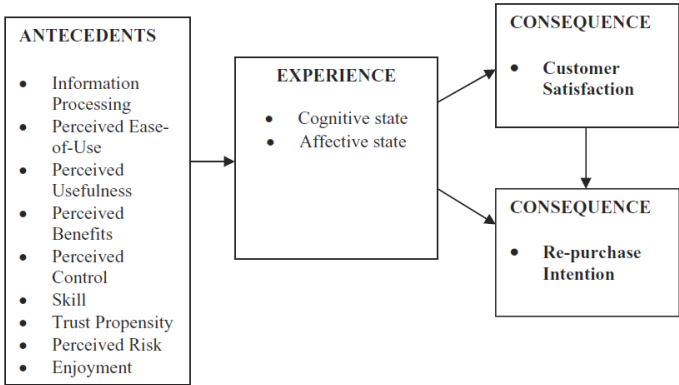 ANTECEDENTS
• Information
Processing
• Perceived Ease-
of-Use
• Perceived
Usefulness
• Perceived
Benefits
• Perceived
Control
• Skill
• Trust Propensity
• Perceived Risk
• Enjoyment
EXPERIENCE
• Cognitive state
• Affective state
CONSEQUENCE
• Customer
Satisfaction
CONSEQUENCE
• Re-purchase
Intention